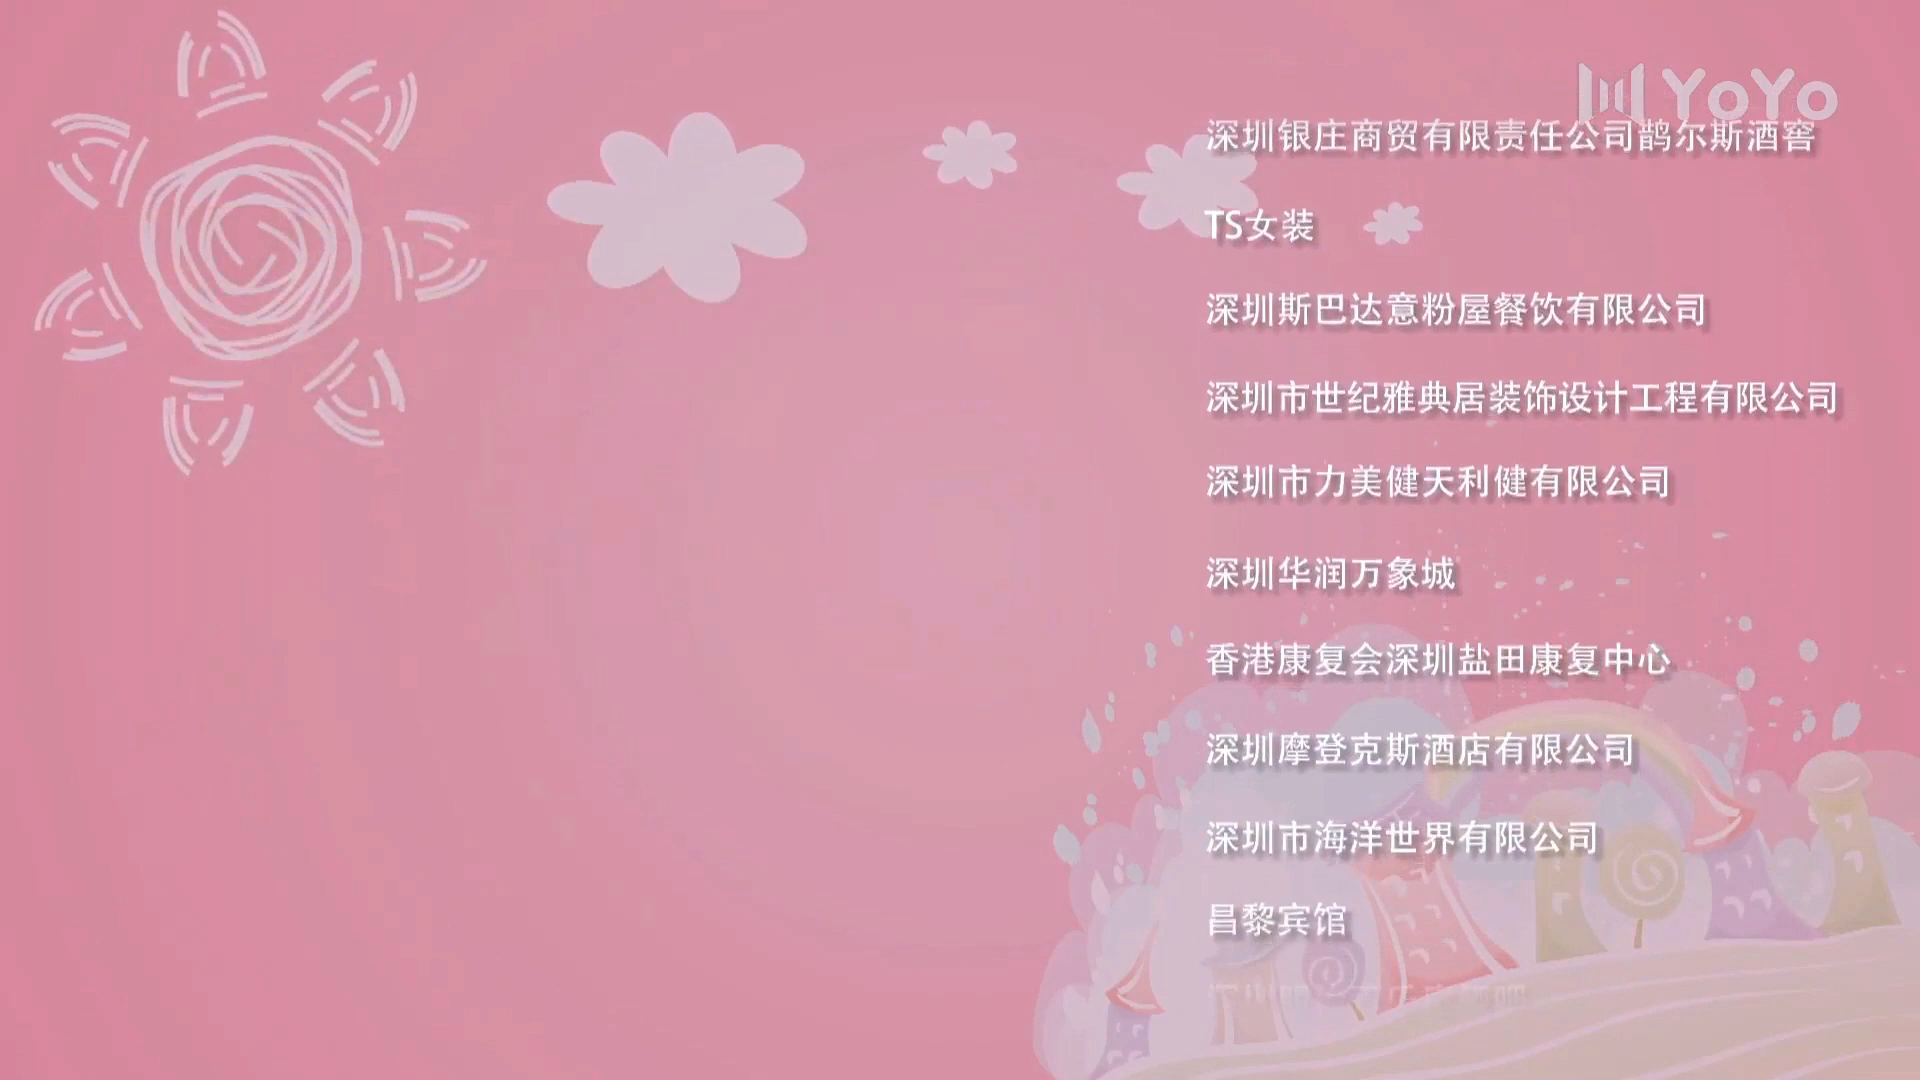 YoYo
深圳银庄商贸有限责任公司鹊尔斯酒窖
TS女装
深圳斯巴达意粉屋餐饮有限公司
深圳市世纪雅典居装饰设计工程有限公司
深圳市力美健天利健有限公司
深圳华润万象城
香港康复会深圳盐田康复中心
深圳摩登克斯酒店有限公司
深圳市海洋世界有限公司
昌黎宾馆